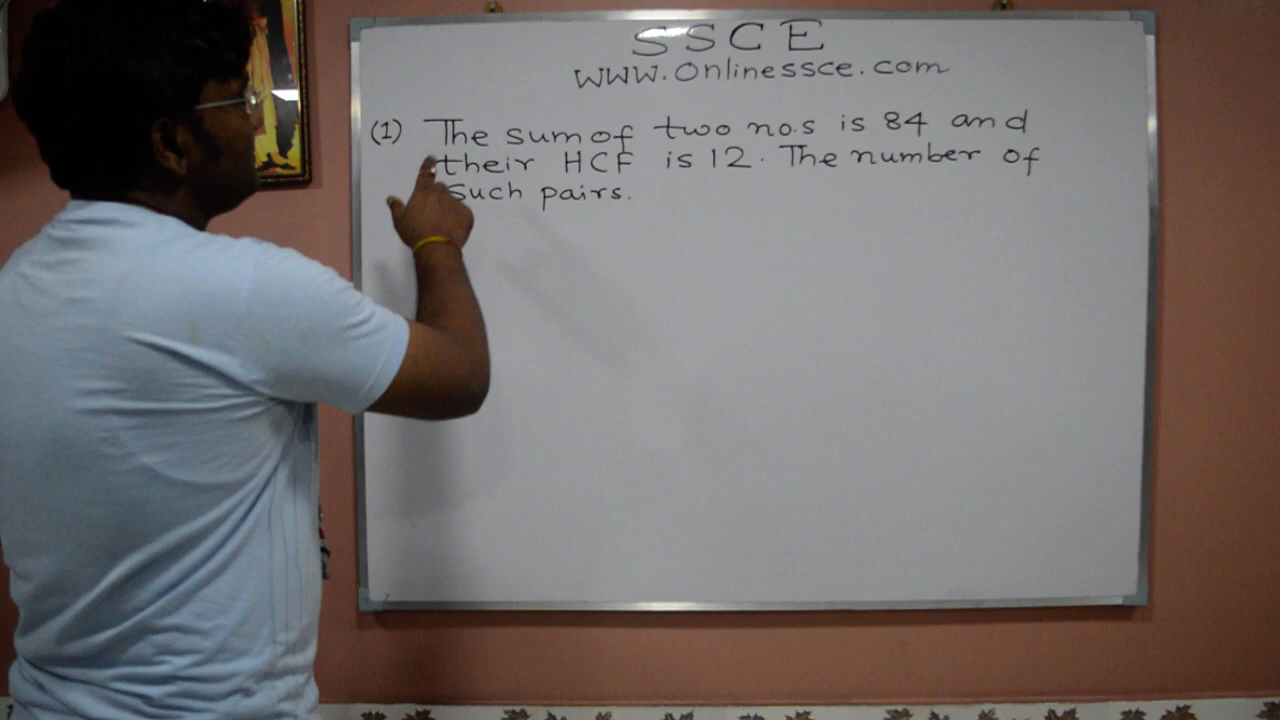 SSCE
www.onlinessce.com
(1) The sum of two no.s is 84 and
their HCF is 12. The number of
such pairs.